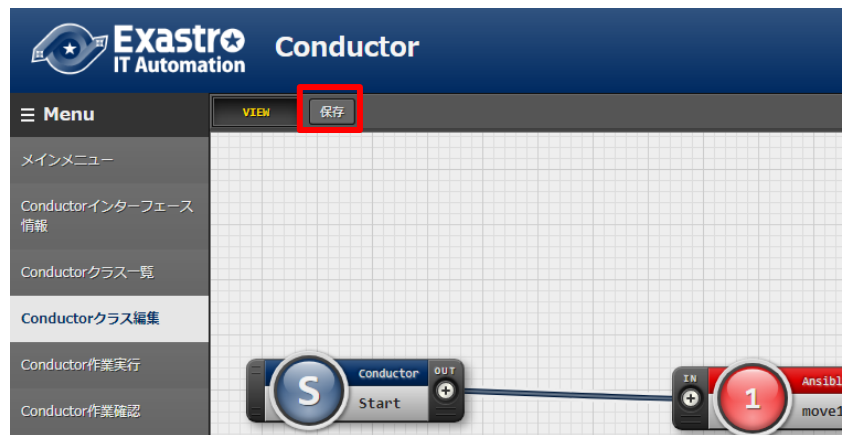 Exastro
IT Automation
Conductor
Menu
VIEW
保存
メインメニュー
Conductorインターフェース
情報
Conductorクラス一覧
Conductorクラス編集
Conductor作業実行
Conductor作業確認
S
Conductor
Start
OUT
IN
1
Ansibl
move1